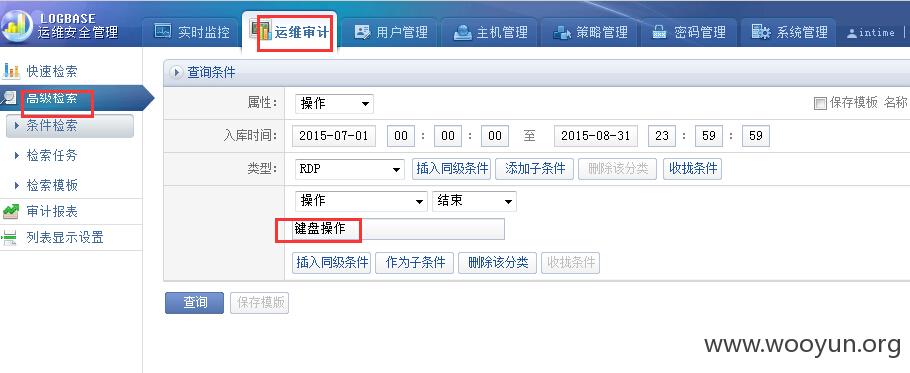 LOGBASE
运维安全管理
实时监控 运维审计 用户管理 主机管理 策略管理 密码管理 系统管理 intime
快速检索
高级检索
条件检索
检索任务
检索模板
审计报表
列表显示设置
查询条件
属性： 操作 保存模板 名称
入库时间： 2015-07-01 00 : 00 : 00 至 2015-08-31 23 : 59 : 59
类型： RDP 插入同级条件 添加子条件 删除该分类 收拢条件
操作 结束
键盘操作
插入同级条件 作为子条件 删除该分类 收拢条件
查询 保存模版
www.wooyun.org